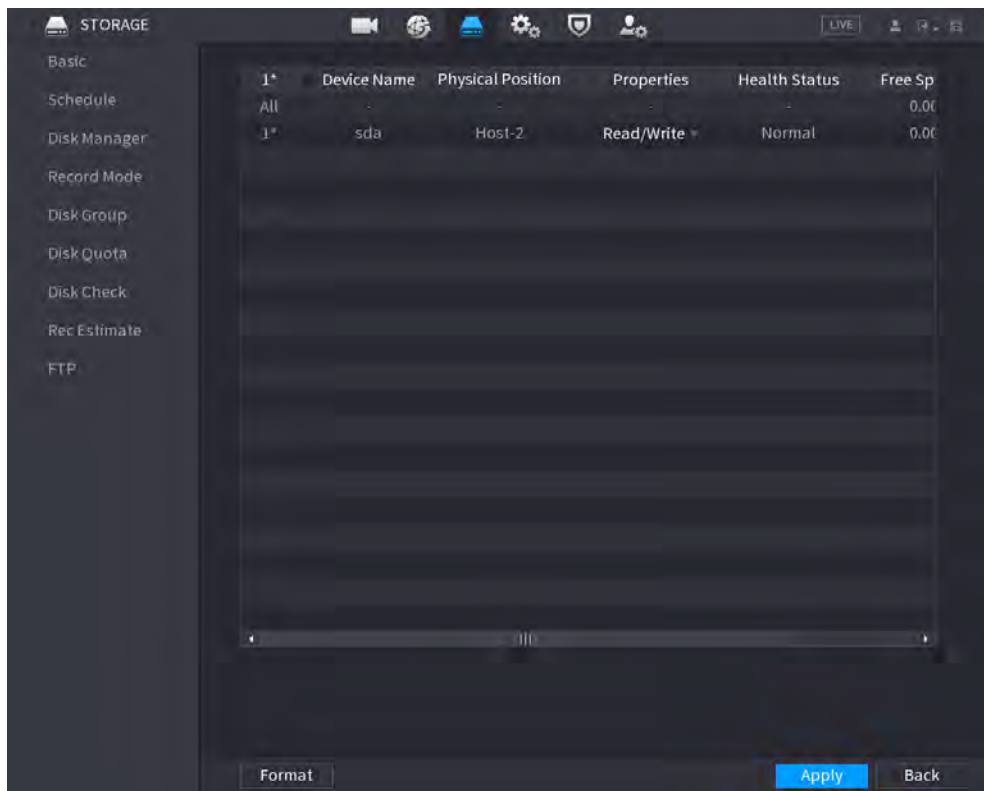 STORAGE LIVE
Basic
Schedule
Disk Manager
Record Mode
Disk Group
Disk Quota
Disk Check
Rec Estimate
FTP
1* Device Name Physical Position Properties Health Status Free Sp
All - - - - 0.00
1* sda Host-2 Read/Write Normal 0.00
Format Apply Back